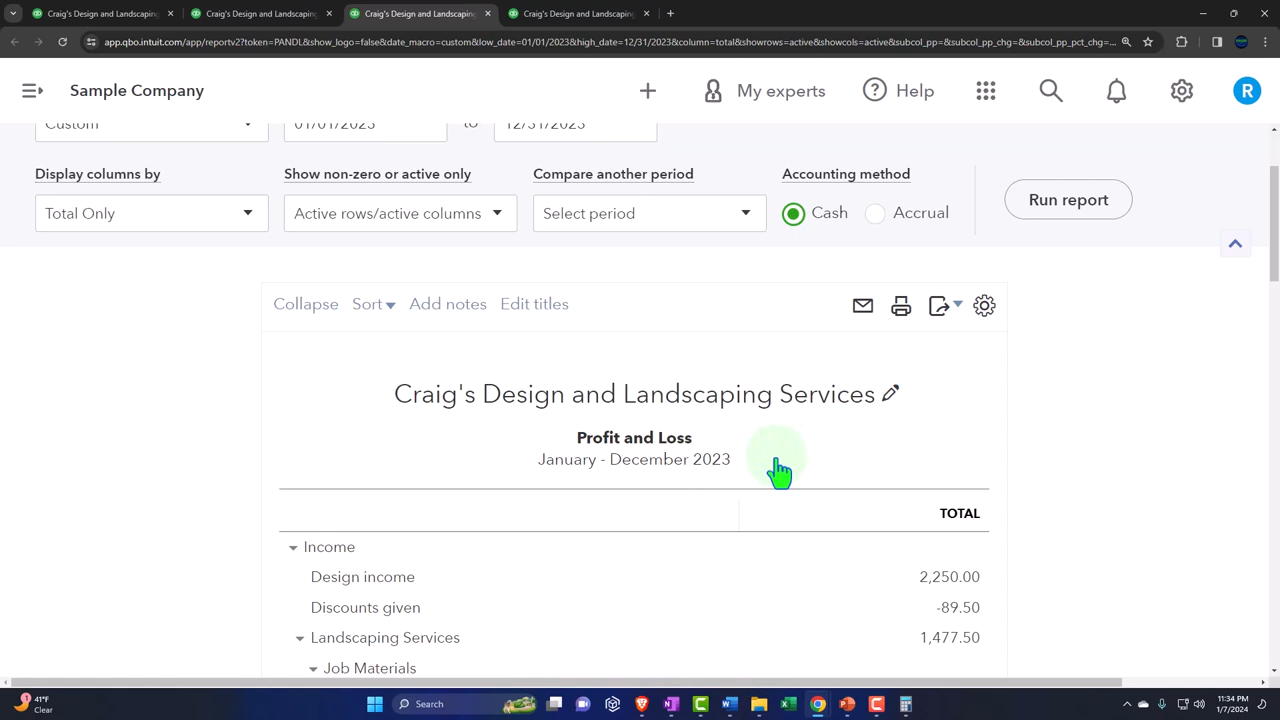 Craig's Design and Landscaping Craig's Design and Landscaping Craig's Design and Landscaping Craig's Design and Landscaping
app.qbo.intuit.com/app/reportv2?token=PANDL&show_logo=false&date_macro=custom&low_date=01/01/2023&high_date=12/31/2023&column=total&showrows=active&showcols=active&subcol_pp=&subcol_pp_chg=&subcol_pp_pct_chg=...
Sample Company
My experts
Help
R
Custom 01/01/2023 to 12/31/2023
Display columns by Show non-zero or active only Compare another period Accounting method
Total Only Active rows/active columns Select period Cash Accrual Run report
Collapse Sort Add notes Edit titles
Craig's Design and Landscaping Services
Profit and Loss
January - December 2023
TOTAL
Income
Design income 2,250.00
Discounts given -89.50
Landscaping Services 1,477.50
Job Materials
41°F
Clear
1
Search
11:34 PM
1/7/2024